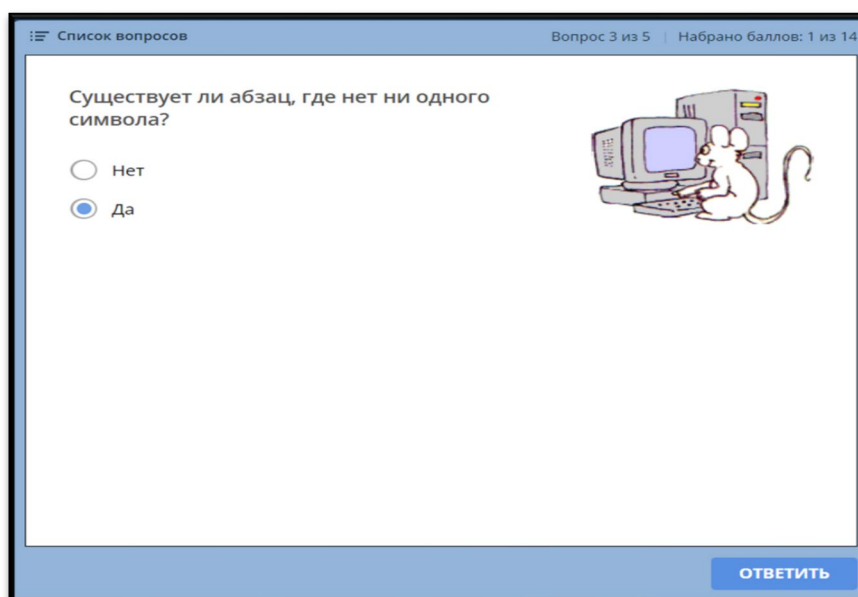 Список вопросов
Вопрос 3 из 5 | Набрано баллов: 1 из 14
Существует ли абзац, где нет ни одного
символа?
Нет
Да
ОТВЕТИТЬ